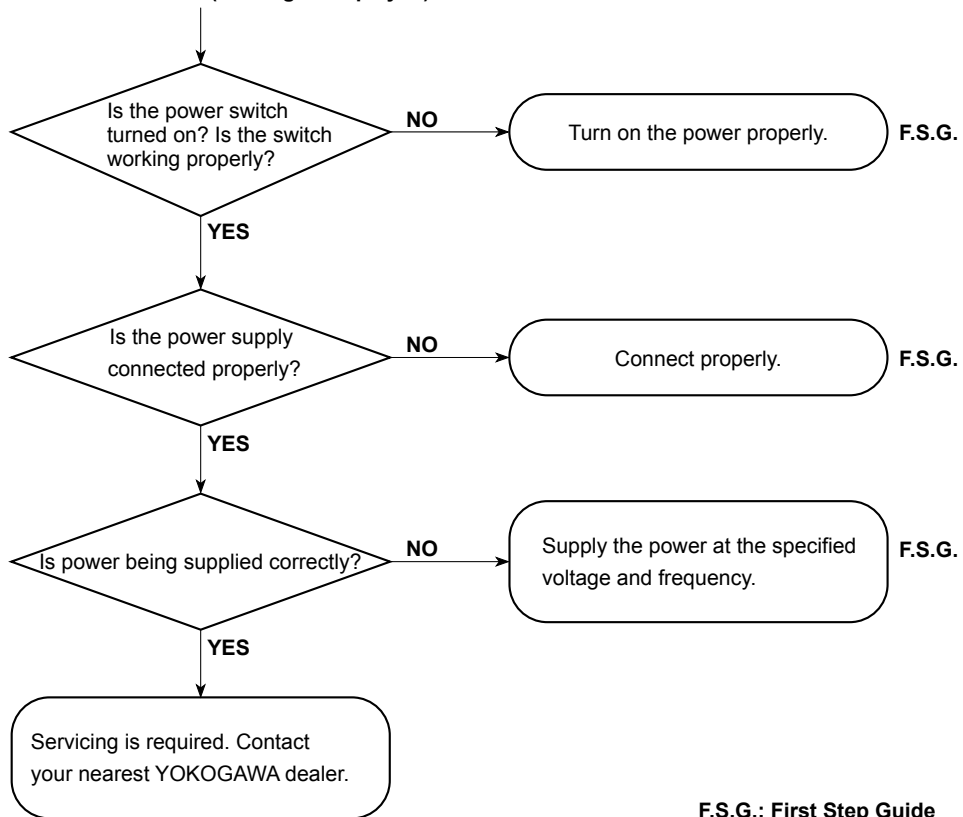 Is the power switch
turned on? Is the switch
working properly?
NO
Turn on the power properly.
F.S.G.
YES
Is the power supply
connected properly?
NO
Connect properly.
F.S.G.
YES
Is power being supplied correctly?
NO
Supply the power at the specified
voltage and frequency.
F.S.G.
YES
Servicing is required. Contact
your nearest YOKOGAWA dealer.
F.S.G.: First Step Guide